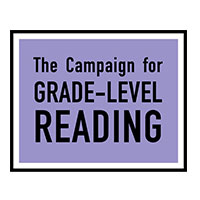 The Campaign for
GRADE-LEVEL
READING